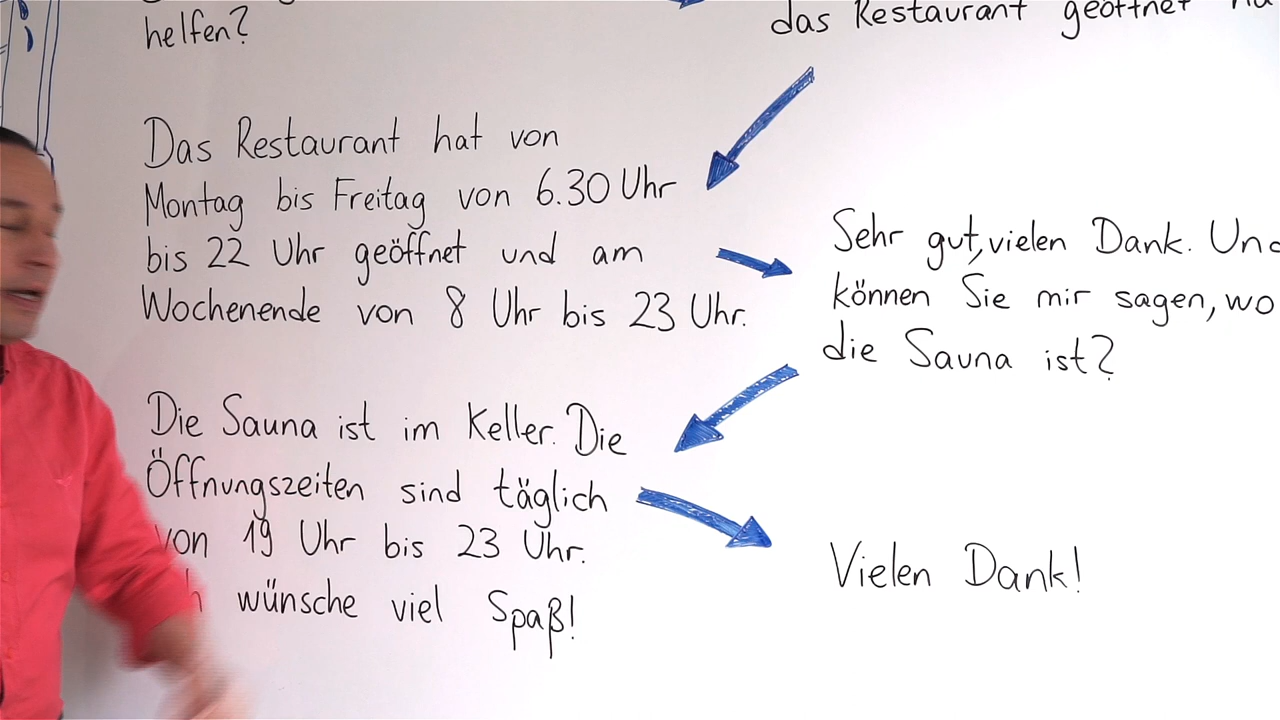 helfen?
das Restaurant geöffnet
Das Restaurant hat von
Montag bis Freitag von 6.30 Uhr
bis 22 Uhr geöffnet und am
Wochenende von 8 Uhr bis 23 Uhr.
Sehr gut, vielen Dank. Und
können Sie mir sagen, wo
die Sauna ist?
Die Sauna ist im Keller. Die
Öffnungszeiten sind täglich
von 19 Uhr bis 23 Uhr.
wünsche viel Spaß!
Vielen Dank!